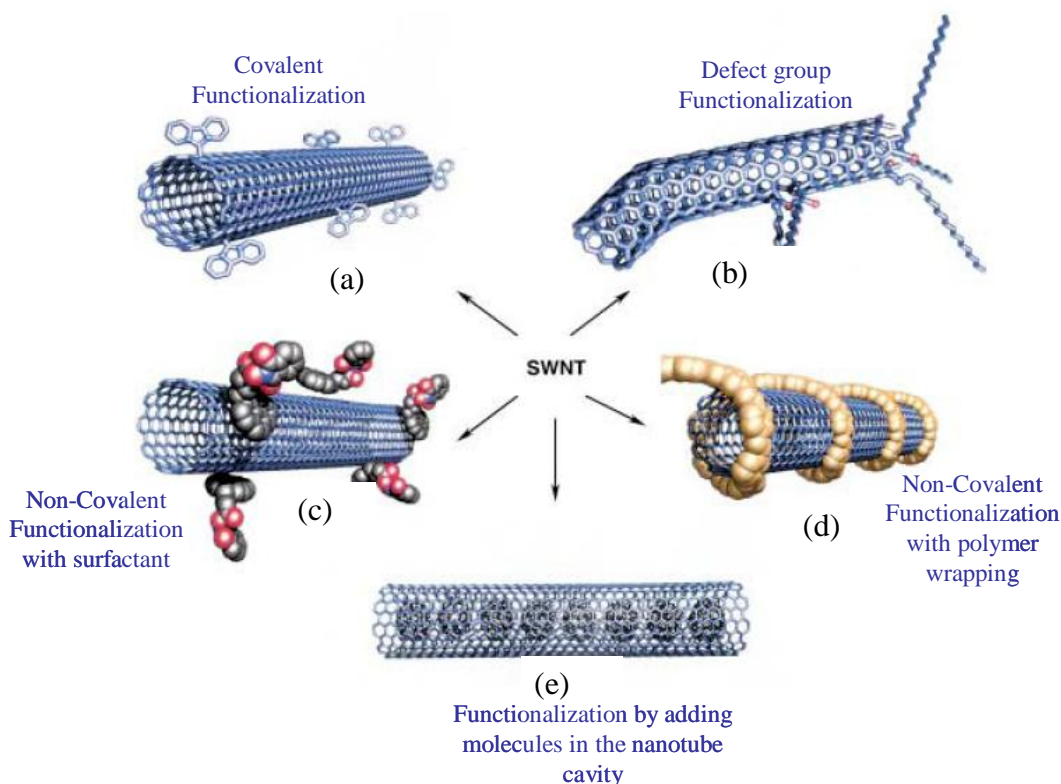 Covalent
Functionalization
Defect group
Functionalization
(a)
(b)
SWNT
Non-Covalent
Functionalization
with surfactant
(c)
(d)
Non-Covalent
Functionalization
with polymer
wrapping
(e)
Functionalization by adding
molecules in the nanotube
cavity